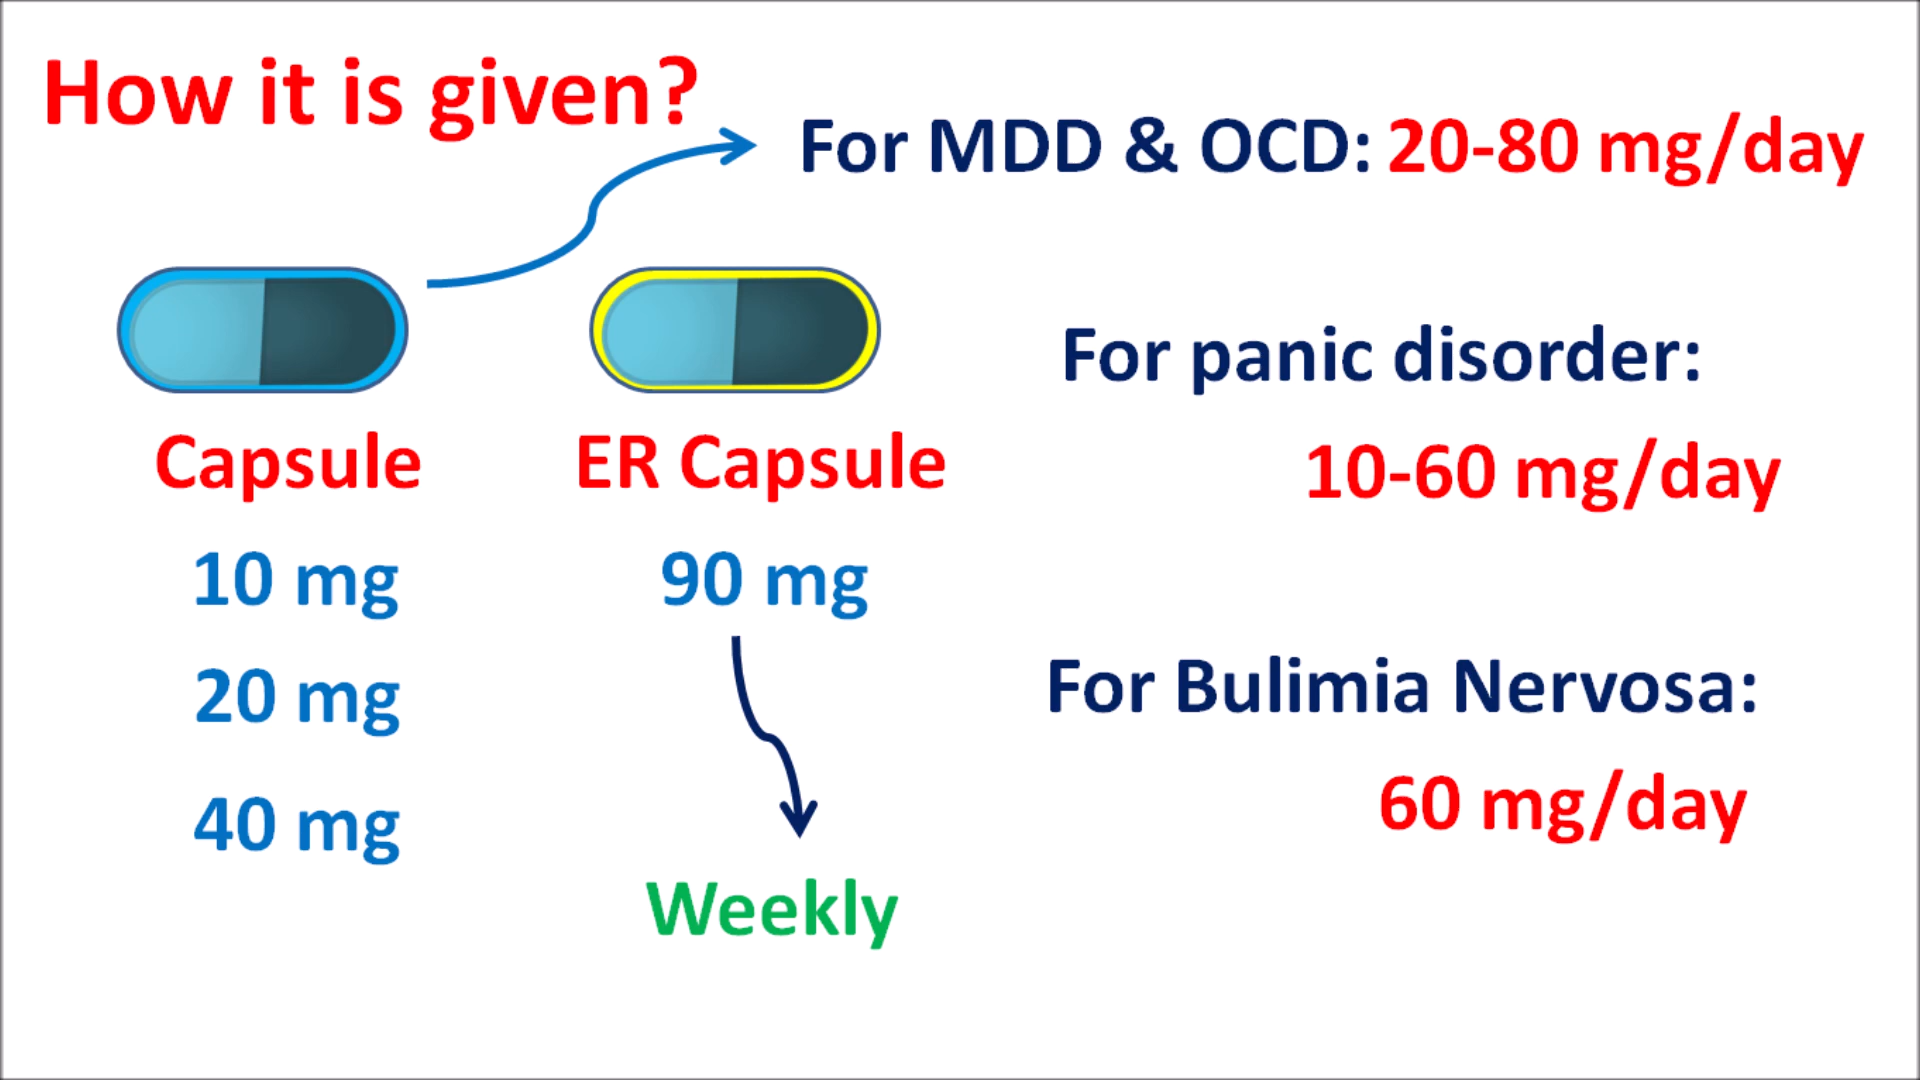 How it is given?
For MDD & OCD: 20-80 mg/day
Capsule
10 mg
20 mg
40 mg
ER Capsule
90 mg
Weekly
For panic disorder:
10-60 mg/day
For Bulimia Nervosa:
60 mg/day